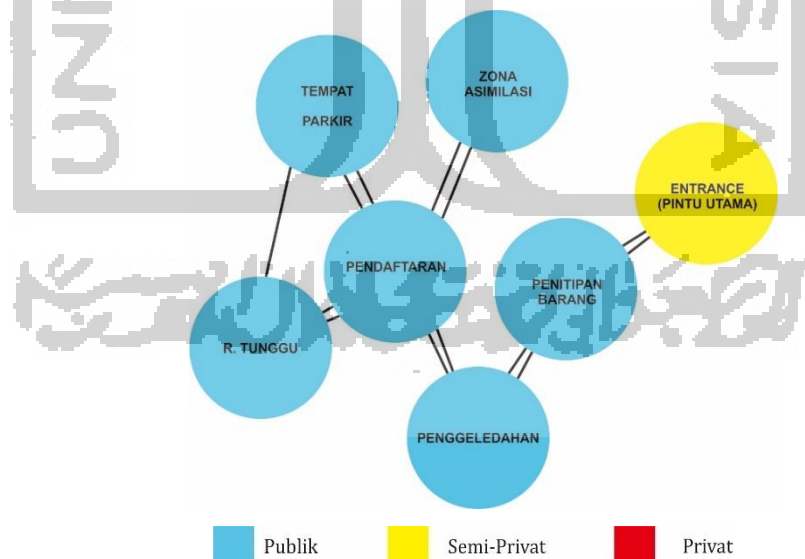 TEMPAT
PARKIR
ZONA
ASIMILASI
ENTRANCE
(PINTU UTAMA)
PENDAFTARAN
PENITIPAN
BARANG
R. TUNGGU
PENGGELEDAHAN
Publik
Semi-Privat
Privat